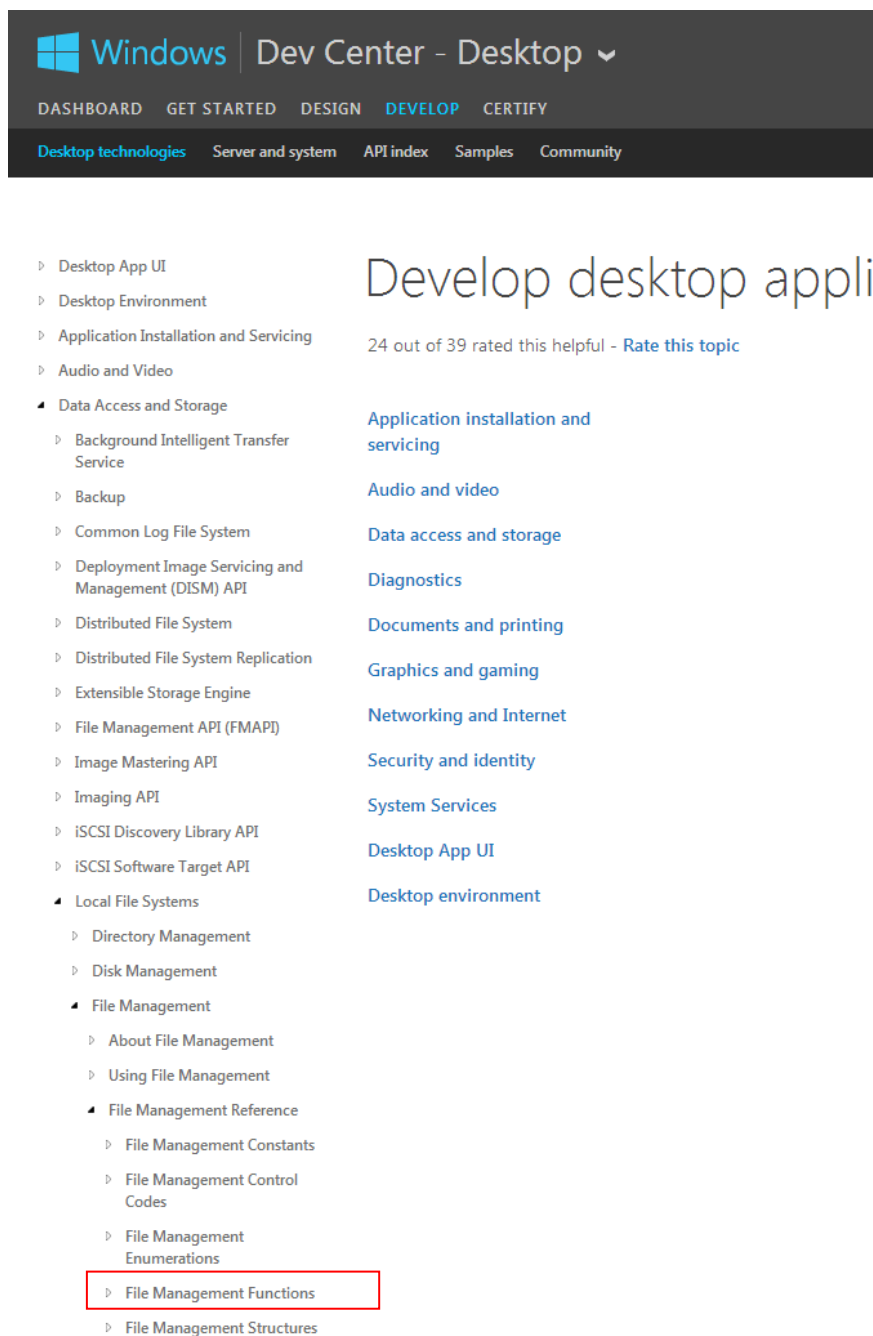 Windows Dev Center - Desktop
DASHBOARD GET STARTED DESIGN DEVELOP CERTIFY
Desktop technologies Server and system API index Samples Community
Desktop App UI
Desktop Environment
Application Installation and Servicing
Audio and Video
Data Access and Storage
Background Intelligent Transfer
Service
Backup
Common Log File System
Deployment Image Servicing and
Management (DISM) API
Distributed File System
Distributed File System Replication
Extensible Storage Engine
File Management API (FMAPI)
Image Mastering API
Imaging API
iSCSI Discovery Library API
iSCSI Software Target API
Local File Systems
Directory Management
Disk Management
File Management
About File Management
Using File Management
File Management Reference
File Management Constants
File Management Control
Codes
File Management
Enumerations
File Management Functions
File Management Structures
Develop desktop appli
24 out of 39 rated this helpful - Rate this topic
Application installation and
servicing
Audio and video
Data access and storage
Diagnostics
Documents and printing
Graphics and gaming
Networking and Internet
Security and identity
System Services
Desktop App UI
Desktop environment